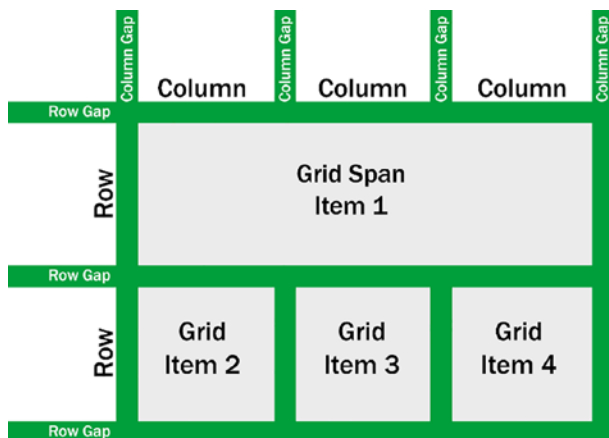 Column Gap
Column Gap
Column Gap
Column Gap
Column
Column
Column
Row Gap
Row
Grid Span
Item 1
Row Gap
Row
Grid
Item 2
Grid
Item 3
Grid
Item 4
Row Gap